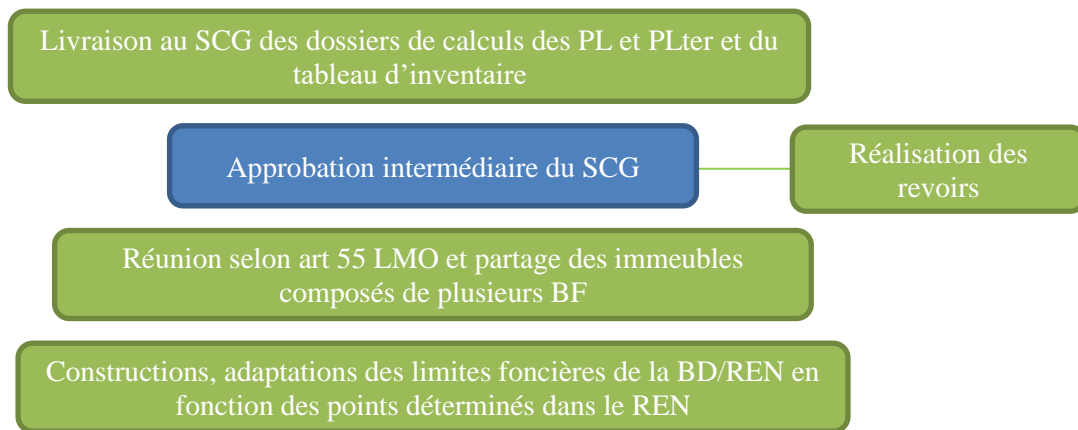 Livraison au SCG des dossiers de calculs des PL et PLter et du
tableau d’inventaire
Approbation intermédiaire du SCG
Réalisation des
revoirs
Réunion selon art 55 LMO et partage des immeubles
composés de plusieurs BF
Constructions, adaptations des limites foncières de la BD/REN en
fonction des points déterminés dans le REN